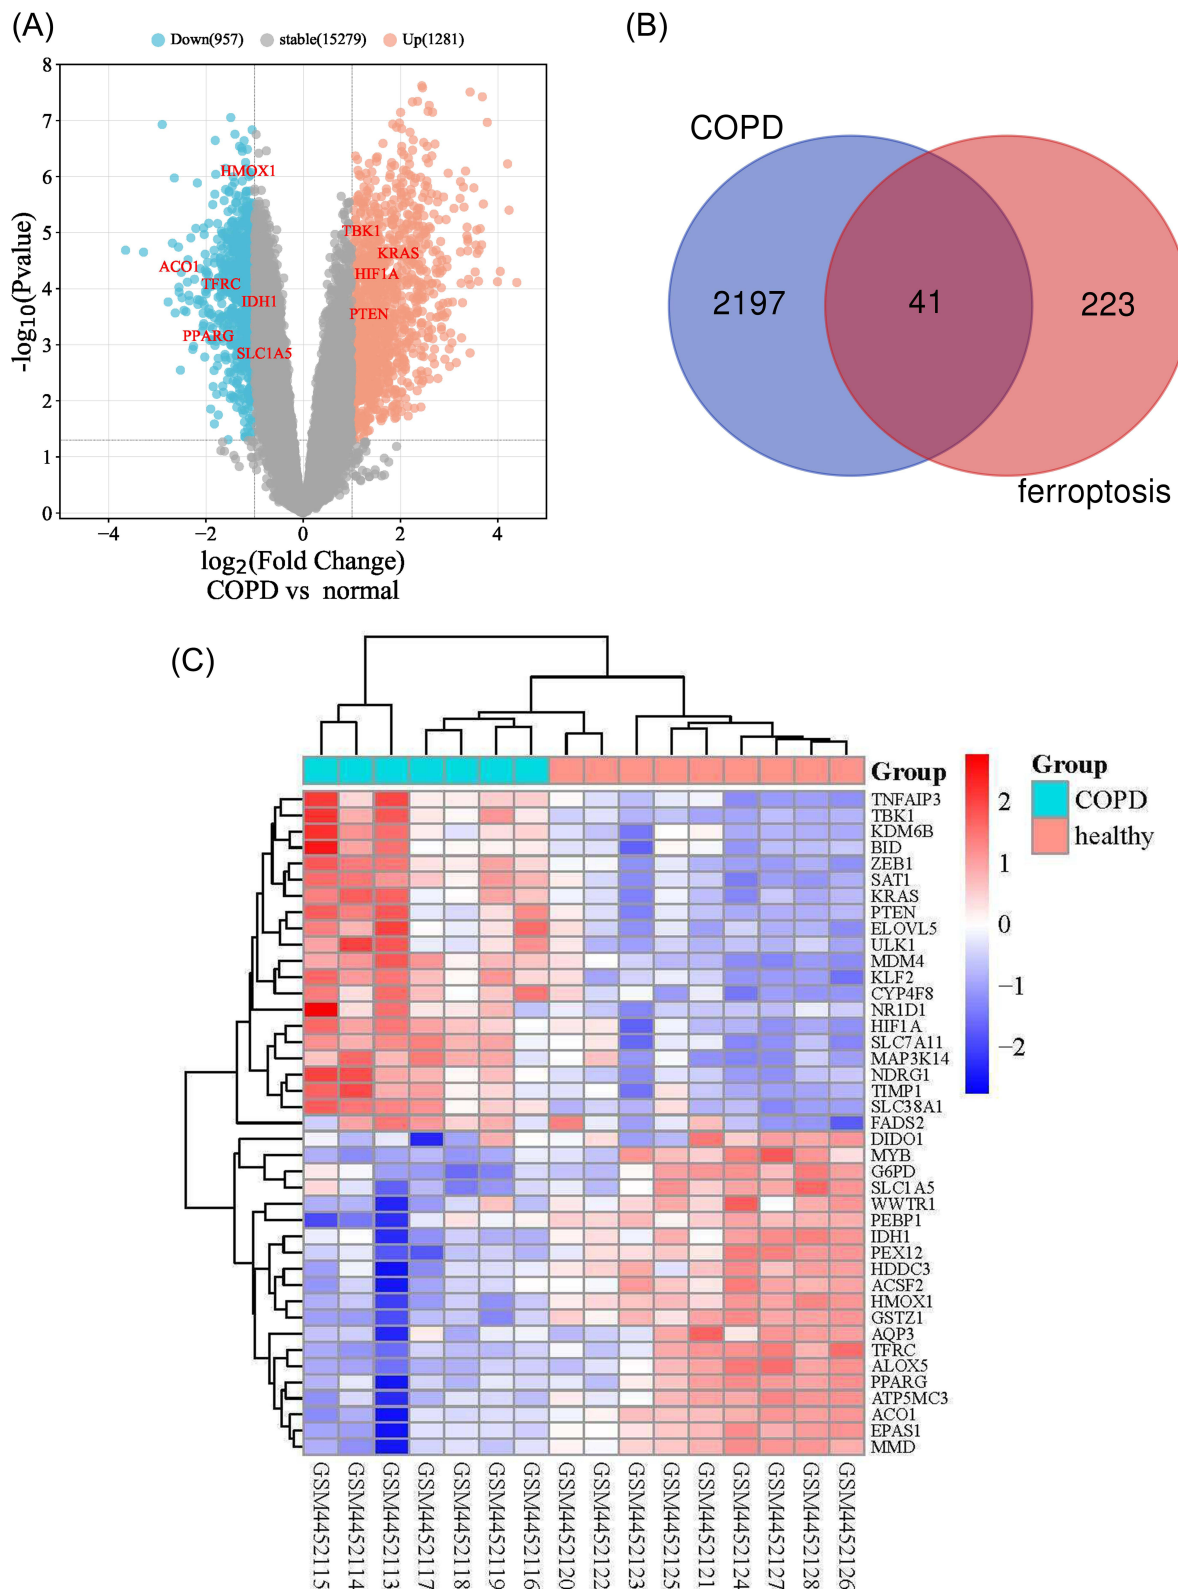 (A)
Down(957) stable(15279) Up(1281)
8
7
6
5
4
3
2
1
0
-log10(Pvalue)
HMOX1
TBK1
ACO1
KRAS
TFRC
HIF1A
IDH1
PTEN
PPARG
SLC1A5
−4 −2 0 2 4
log2(Fold Change)
COPD vs normal
(B)
COPD
2197 41 223
ferroptosis
(C)
Group
TNFAIP3
TBK1
KDM6B
BID
ZEB1
SAT1
KRAS
PTEN
ELOVL5
ULK1
MDM4
KLF2
CYP4F8
NR1D1
HIF1A
SLC7A11
MAP3K14
NDRG1
TIMP1
SLC38A1
FADS2
DIDO1
MYB
G6PD
SLC1A5
WWTR1
PEBP1
IDH1
PEX12
HDDC3
ACSF2
HMOX1
GSTZ1
AQP3
TFRC
ALOX5
PPARG
ATP5MC3
ACO1
EPAS1
MMD
2
1
0
−1
−2
Group
COPD
healthy
GSM4452115
GSM4452114
GSM4452113
GSM4452117
GSM4452118
GSM4452119
GSM4452116
GSM4452120
GSM4452122
GSM4452123
GSM4452125
GSM4452121
GSM4452124
GSM4452127
GSM4452128
GSM4452126